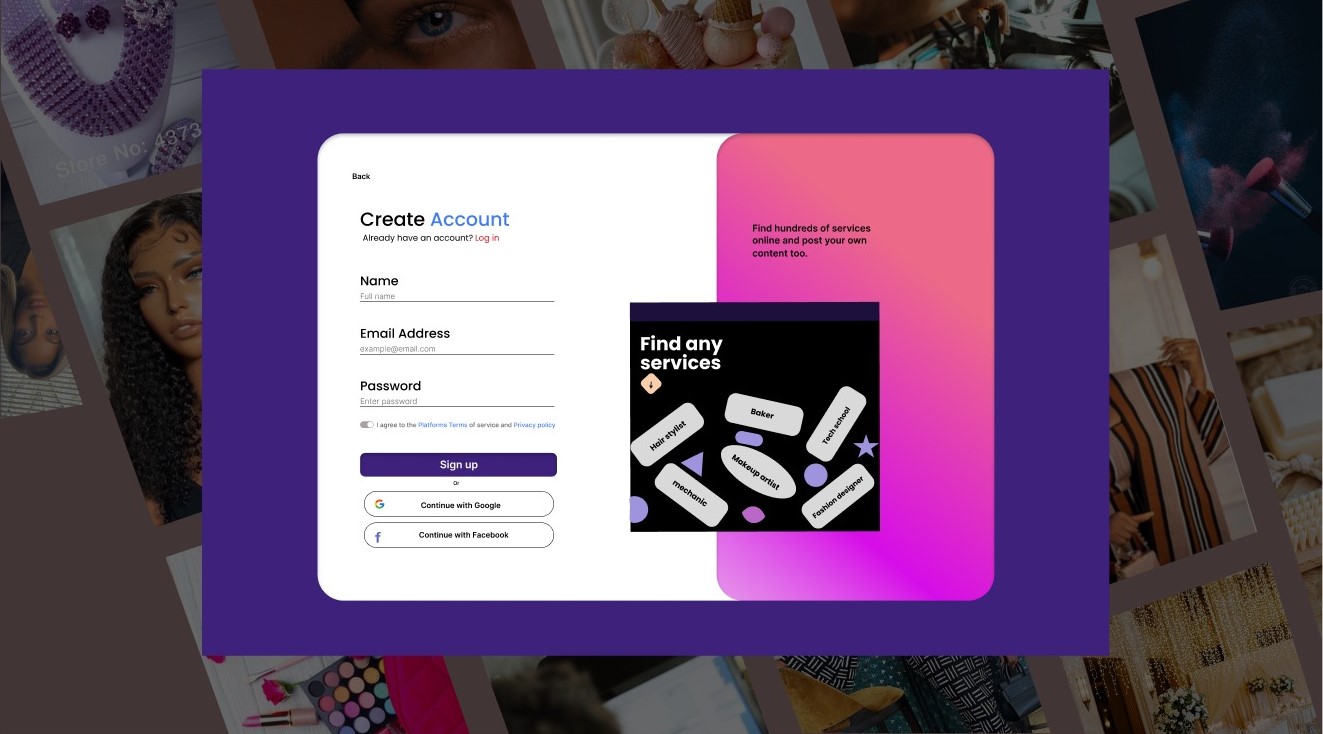 Store No: 4373
Back
Create Account
Already have an account? Log in
Name
Full name
Email Address
example@email.com
Password
Enter password
I agree to the Platforms Terms of service and Privacy policy
Sign up
Or
Continue with Google
f
Continue with Facebook
Find hundreds of services
online and post your own
content too.
Find any
services
Baker
Hair stylist
Tech school
Makeup artist
mechanic
Fashion designer